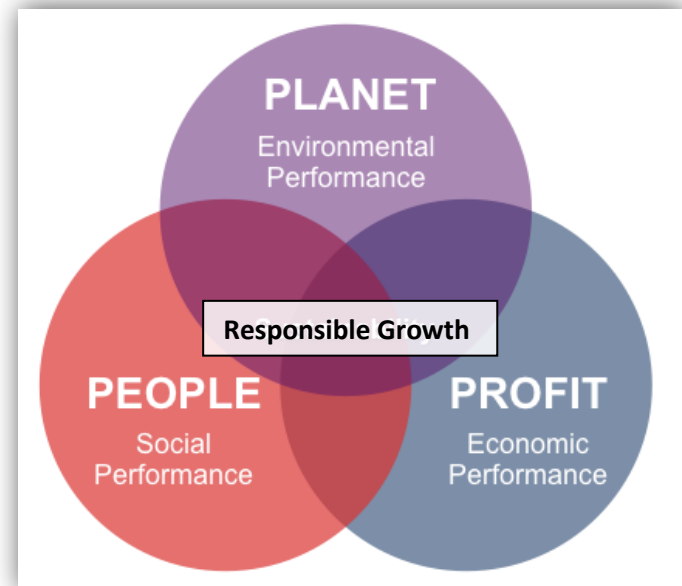 PLANET
Environmental
Performance
Responsible Growth
PEOPLE
Social
Performance
PROFIT
Economic
Performance